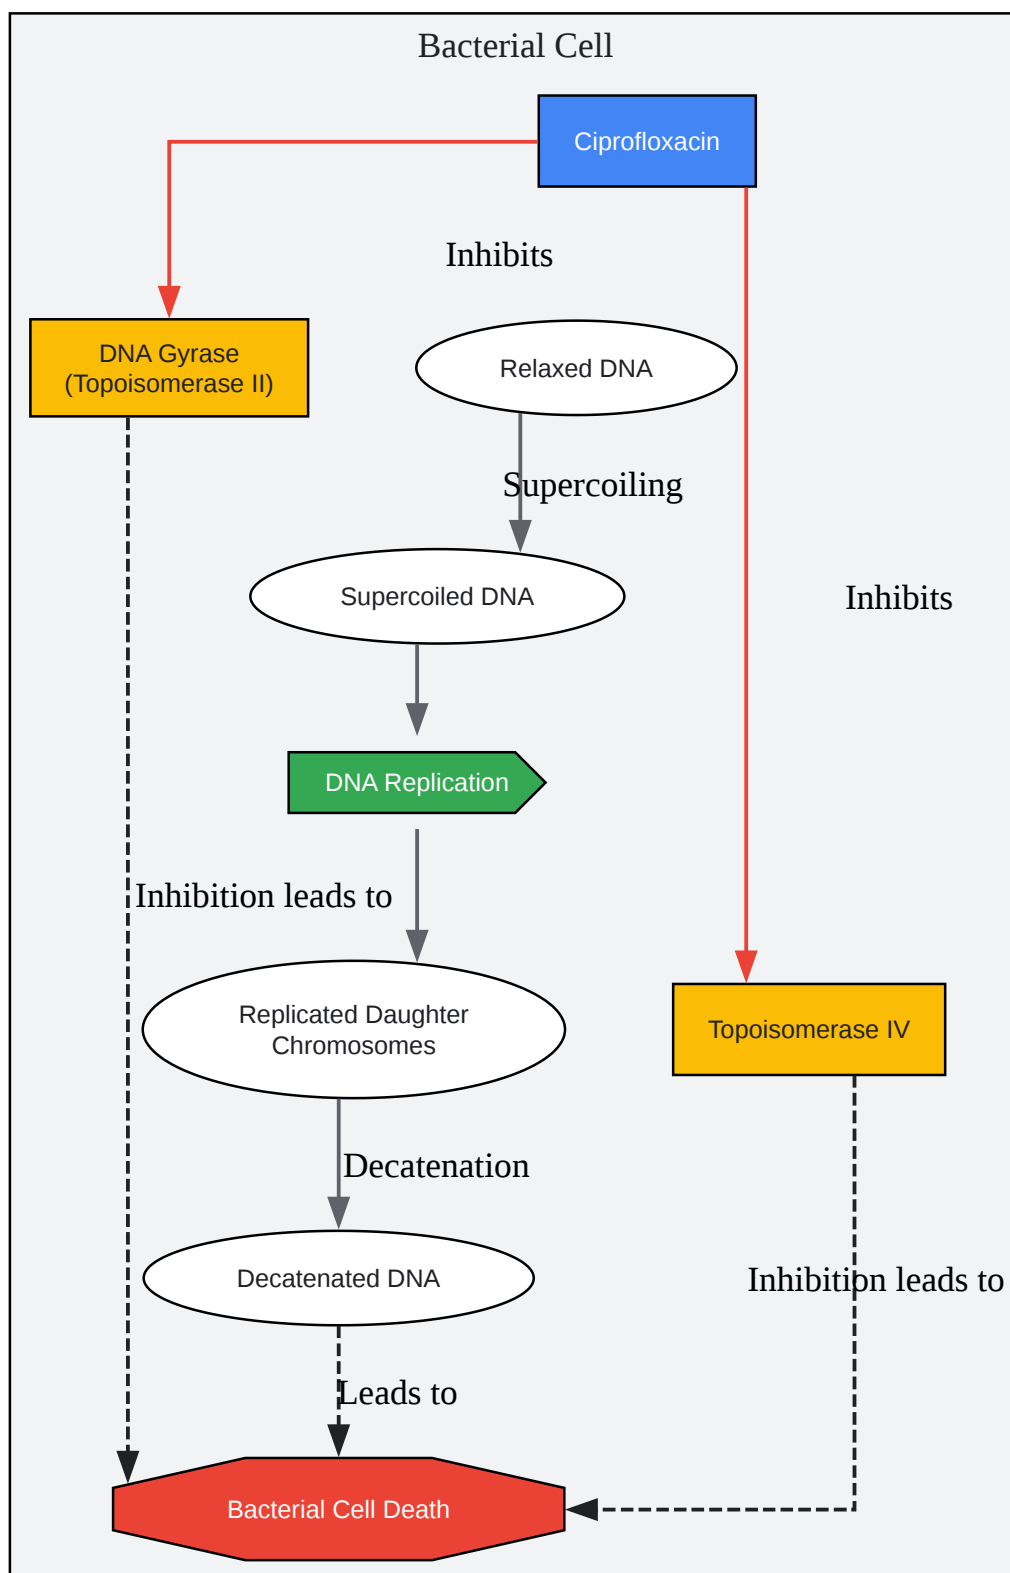 Bacterial Cell
Ciprofloxacin
Inhibits
DNA Gyrase
(Topoisomerase II)
Relaxed DNA
Supercoiling
Supercoiled DNA
Inhibits
DNA Replication
Inhibition leads to
Replicated Daughter
Chromosomes
Topoisomerase IV
Decatenation
Decatenated DNA
Inhibition leads to
Leads to
Bacterial Cell Death